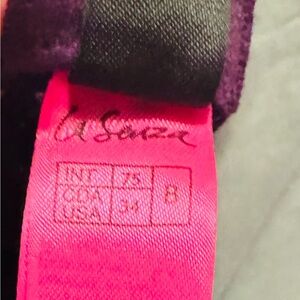 la Senza
INT. 75 B
CDA USA 34